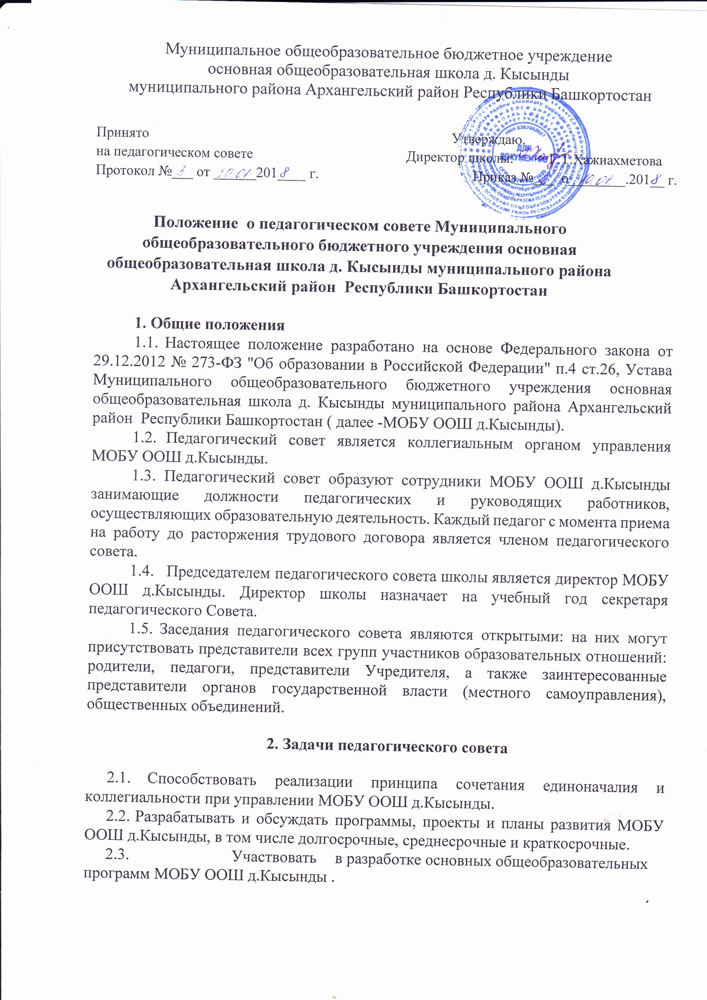 Муниципальное общеобразовательное бюджетное учреждение
основная общеобразовательная школа д. Кысынды
муниципального района Архангельский район Республики Башкортостан
Принято
на педагогическом совете
Протокол № 3 от 10.01 2018 г.
Утверждаю.
Директор школы: Г.Т.Хажиахметова
Приказ № о 10.01.2018 г.
ДЛЯ
ДОКУМЕНТОВ
Положение о педагогическом совете Муниципального
общеобразовательного бюджетного учреждения основная
общеобразовательная школа д. Кысынды муниципального района
Архангельский район Республики Башкортостан
1. Общие положения
1.1. Настоящее положение разработано на основе Федерального закона от
29.12.2012 № 273-ФЗ "Об образовании в Российской Федерации" п.4 ст.26, Устава
Муниципального общеобразовательного бюджетного учреждения основная
общеобразовательная школа д. Кысынды муниципального района Архангельский
район Республики Башкортостан ( далее -МОБУ ООШ д.Кысынды).
1.2. Педагогический совет является коллегиальным органом управления
МОБУ ООШ д.Кысынды.
1.3. Педагогический совет образуют сотрудники МОБУ ООШ д.Кысынды
занимающие должности педагогических и руководящих работников,
осуществляющих образовательную деятельность. Каждый педагог с момента приема
на работу до расторжения трудового договора является членом педагогического
совета.
1.4. Председателем педагогического совета школы является директор МОБУ
ООШ д.Кысынды. Директор школы назначает на учебный год секретаря
педагогического Совета.
1.5. Заседания педагогического совета являются открытыми: на них могут
присутствовать представители всех групп участников образовательных отношений:
родители, педагоги, представители Учредителя, а также заинтересованные
представители органов государственной власти (местного самоуправления),
общественных объединений.
2. Задачи педагогического совета
2.1. Способствовать реализации принципа сочетания единоначалия и
коллегиальности при управлении МОБУ ООШ д.Кысынды.
2.2. Разрабатывать и обсуждать программы, проекты и планы развития МОБУ
ООШ д.Кысынды, в том числе долгосрочные, среднесрочные и краткосрочные.
2.3. Участвовать в разработке основных общеобразовательных
программ МОБУ ООШ д.Кысынды .